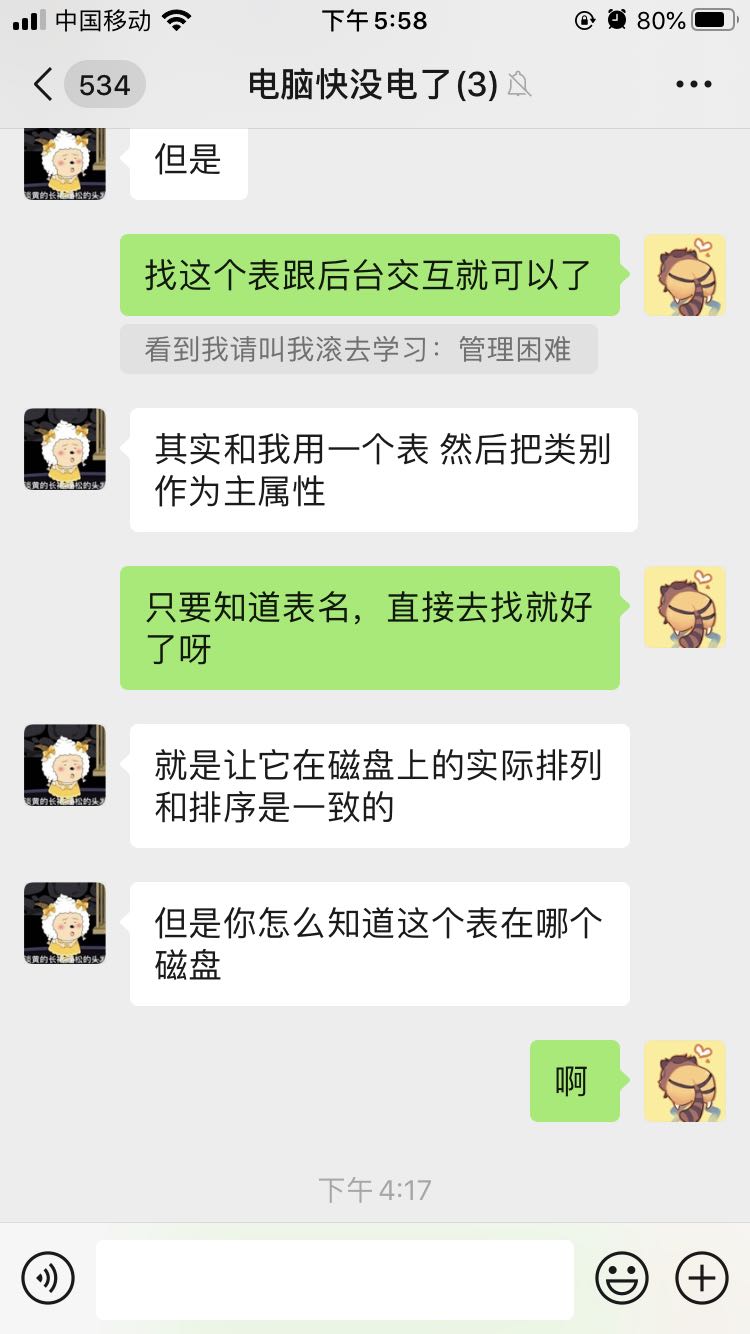 中国移动
下午5:58
80%
534
电脑快没电了(3)
但是
找这个表跟后台交互就可以了
看到我请叫我滚去学习：管理困难
其实和我用一个表 然后把类别
作为主属性
只要知道表名，直接去找就好
了呀
就是让它在磁盘上的实际排列
和排序是一致的
但是你怎么知道这个表在哪个
磁盘
啊
下午4:17